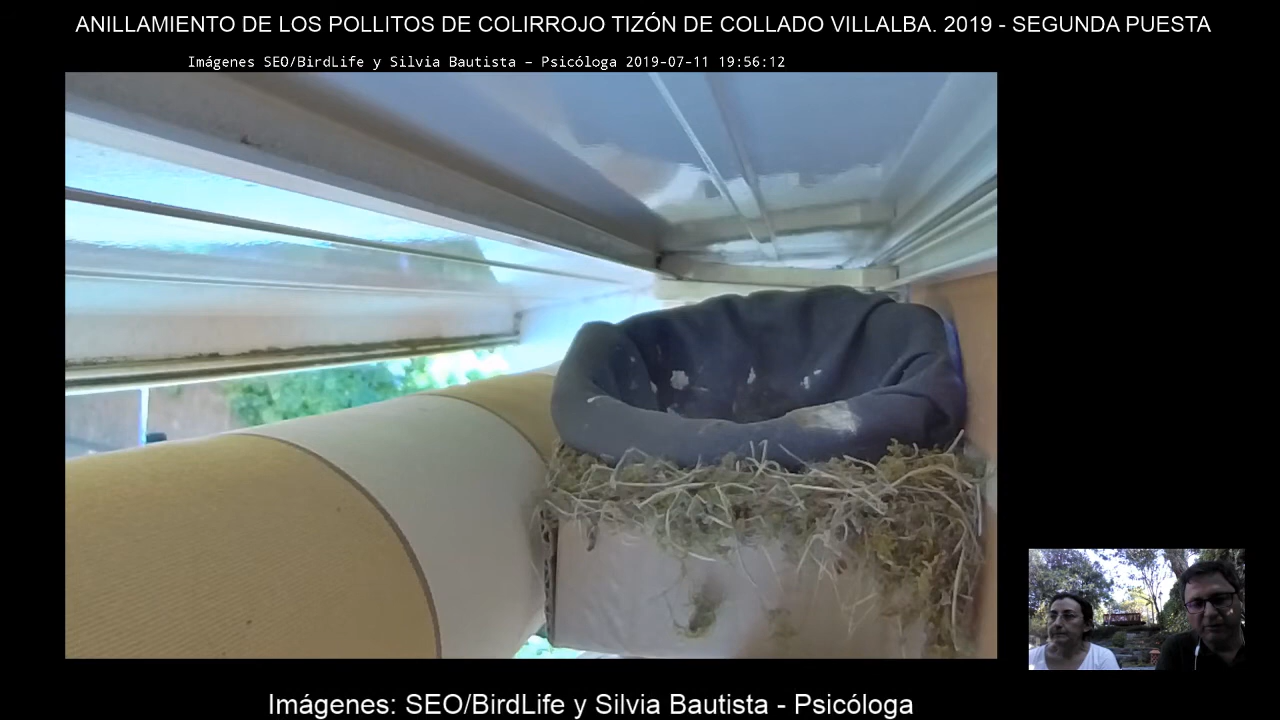 ANILLAMIENTO DE LOS POLLITOS DE COLIRROJO TIZÓN DE COLLADO VILLALBA. 2019 - SEGUNDA PUESTA
Imágenes SEO/BirdLife y Silvia Bautista – Psicóloga 2019-07-11 19:56:12
Imágenes: SEO/BirdLife y Silvia Bautista - Psicóloga